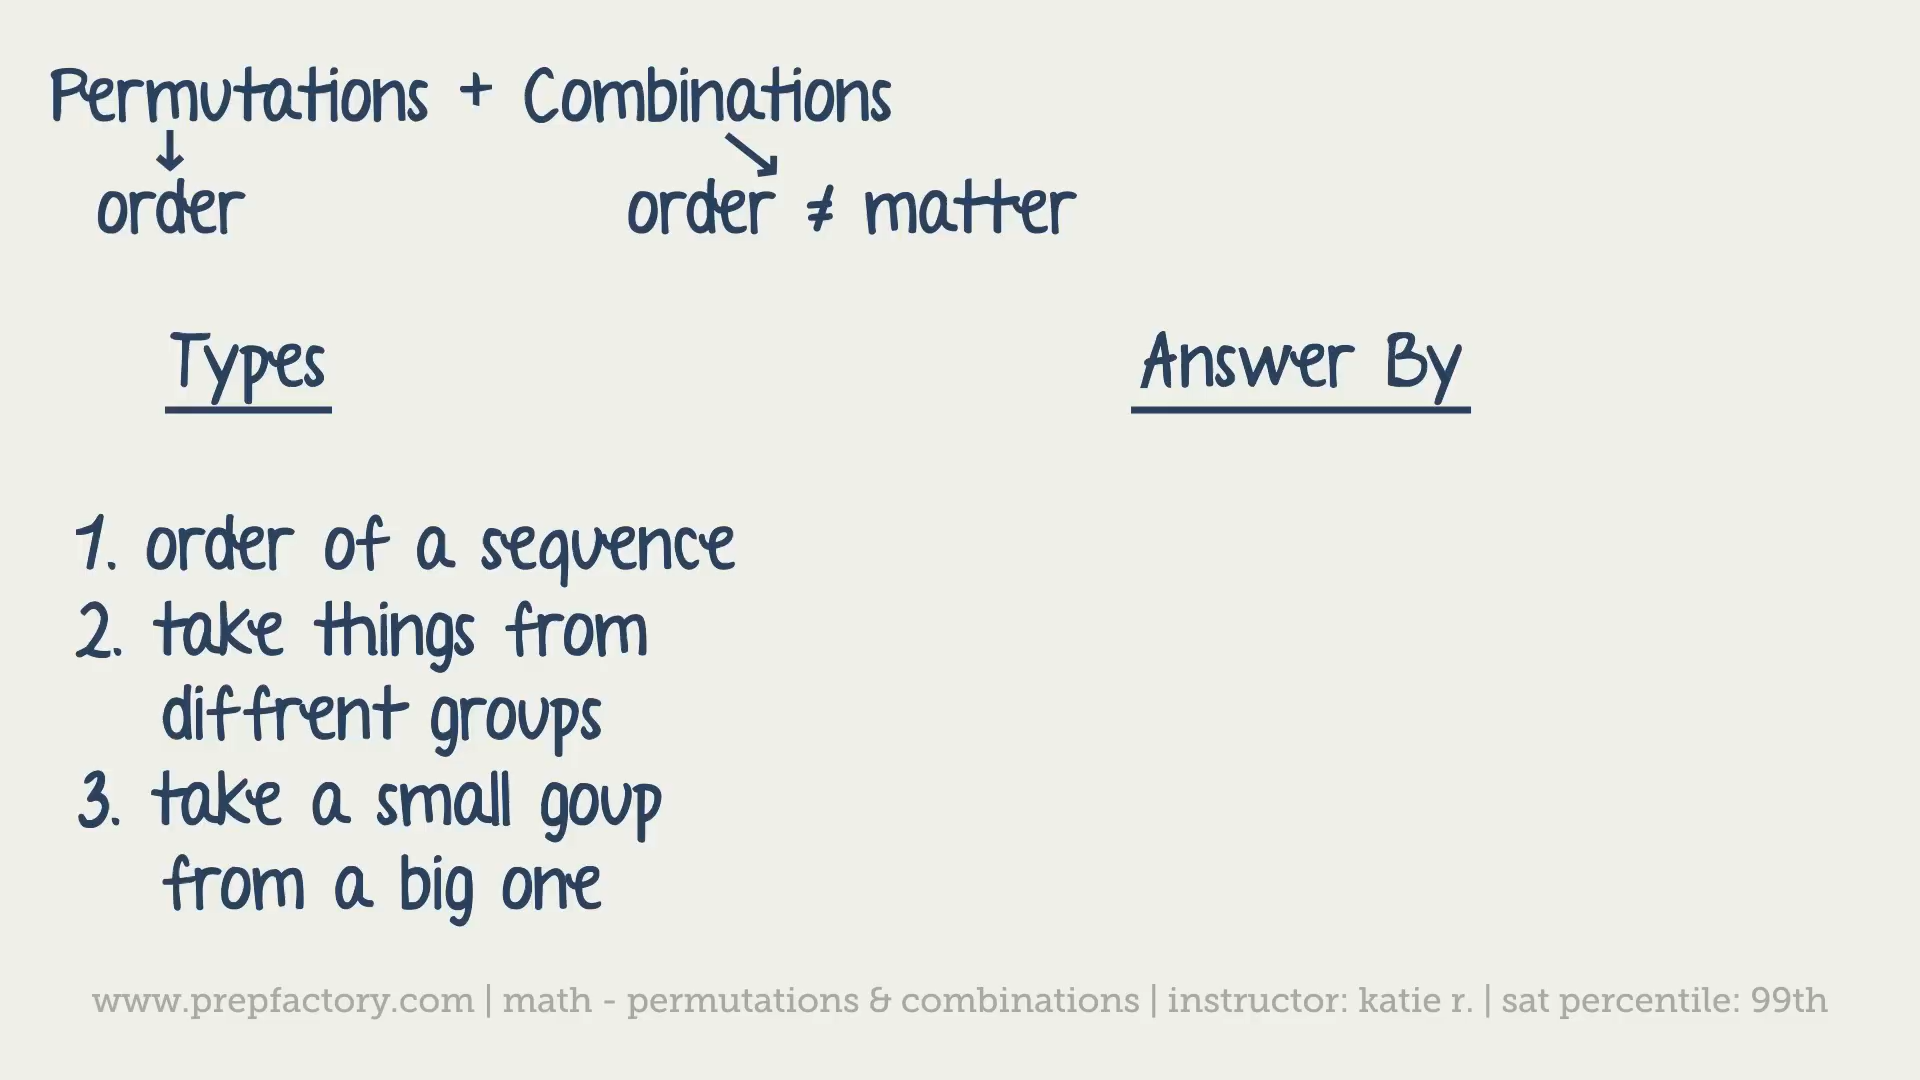 Permutations + Combinations
order
order ≠ matter
Types
Answer By
1. order of a sequence
2. take things from
diffrent groups
3. take a small goup
from a big one
www.prepfactory.com | math - permutations & combinations | instructor: katie r. | sat percentile: 99th